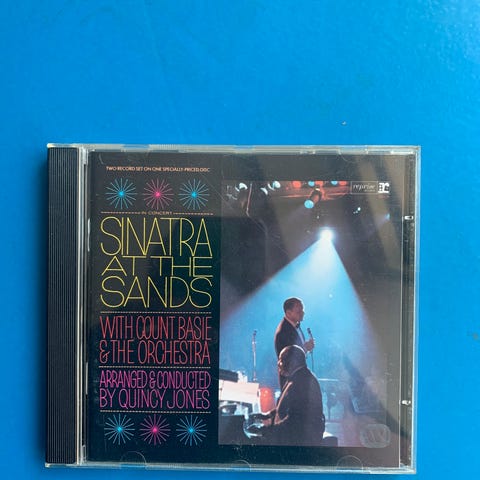 TWO RECORD SET ON ONE SPECIALLY-PRICED DISC
IN CONCERT
SINATRA
AT THE
SANDS
WITH COUNT BASIE
& THE ORCHESTRA
ARRANGED & CONDUCTED
BY QUINCY JONES
reprise